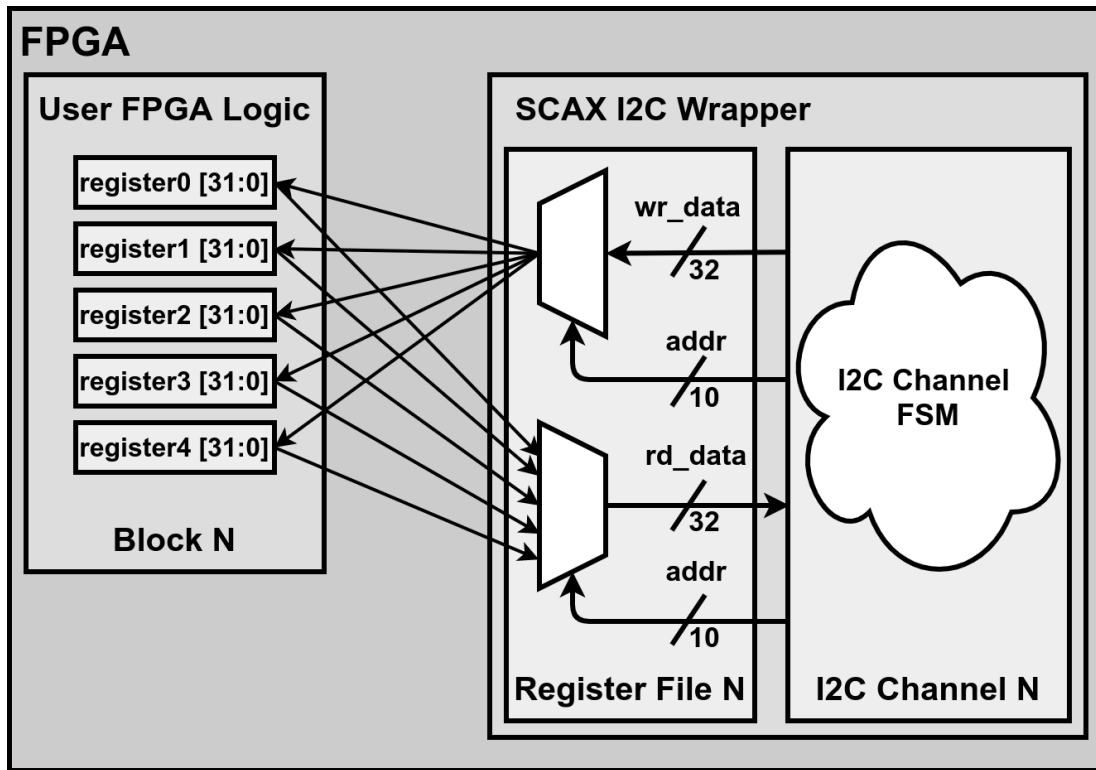 FPGA
User FPGA Logic
register0 [31:0]
register1 [31:0]
register2 [31:0]
register3 [31:0]
register4 [31:0]
Block N
SCAX I2C Wrapper
wr_data
32
addr
10
rd_data
32
addr
10
Register File N
I2C Channel
FSM
I2C Channel N